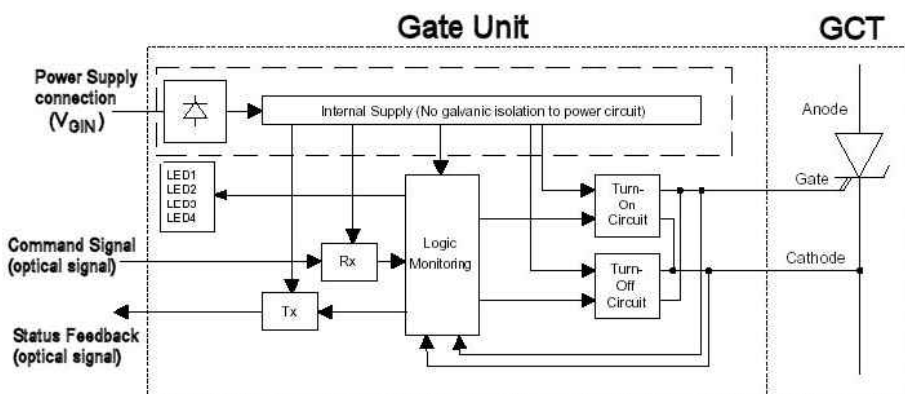 Gate Unit
GCT
Power Supply
connection
(VGIN)
Internal Supply (No galvanic isolation to power circuit)
Anode
LED1
LED2
LED3
LED4
Turn-
On
Circuit
Gate
Command Signal
(optical signal)
Rx
Logic
Monitoring
Turn-
Off
Circuit
Cathode
Tx
Status Feedback
(optical signal)